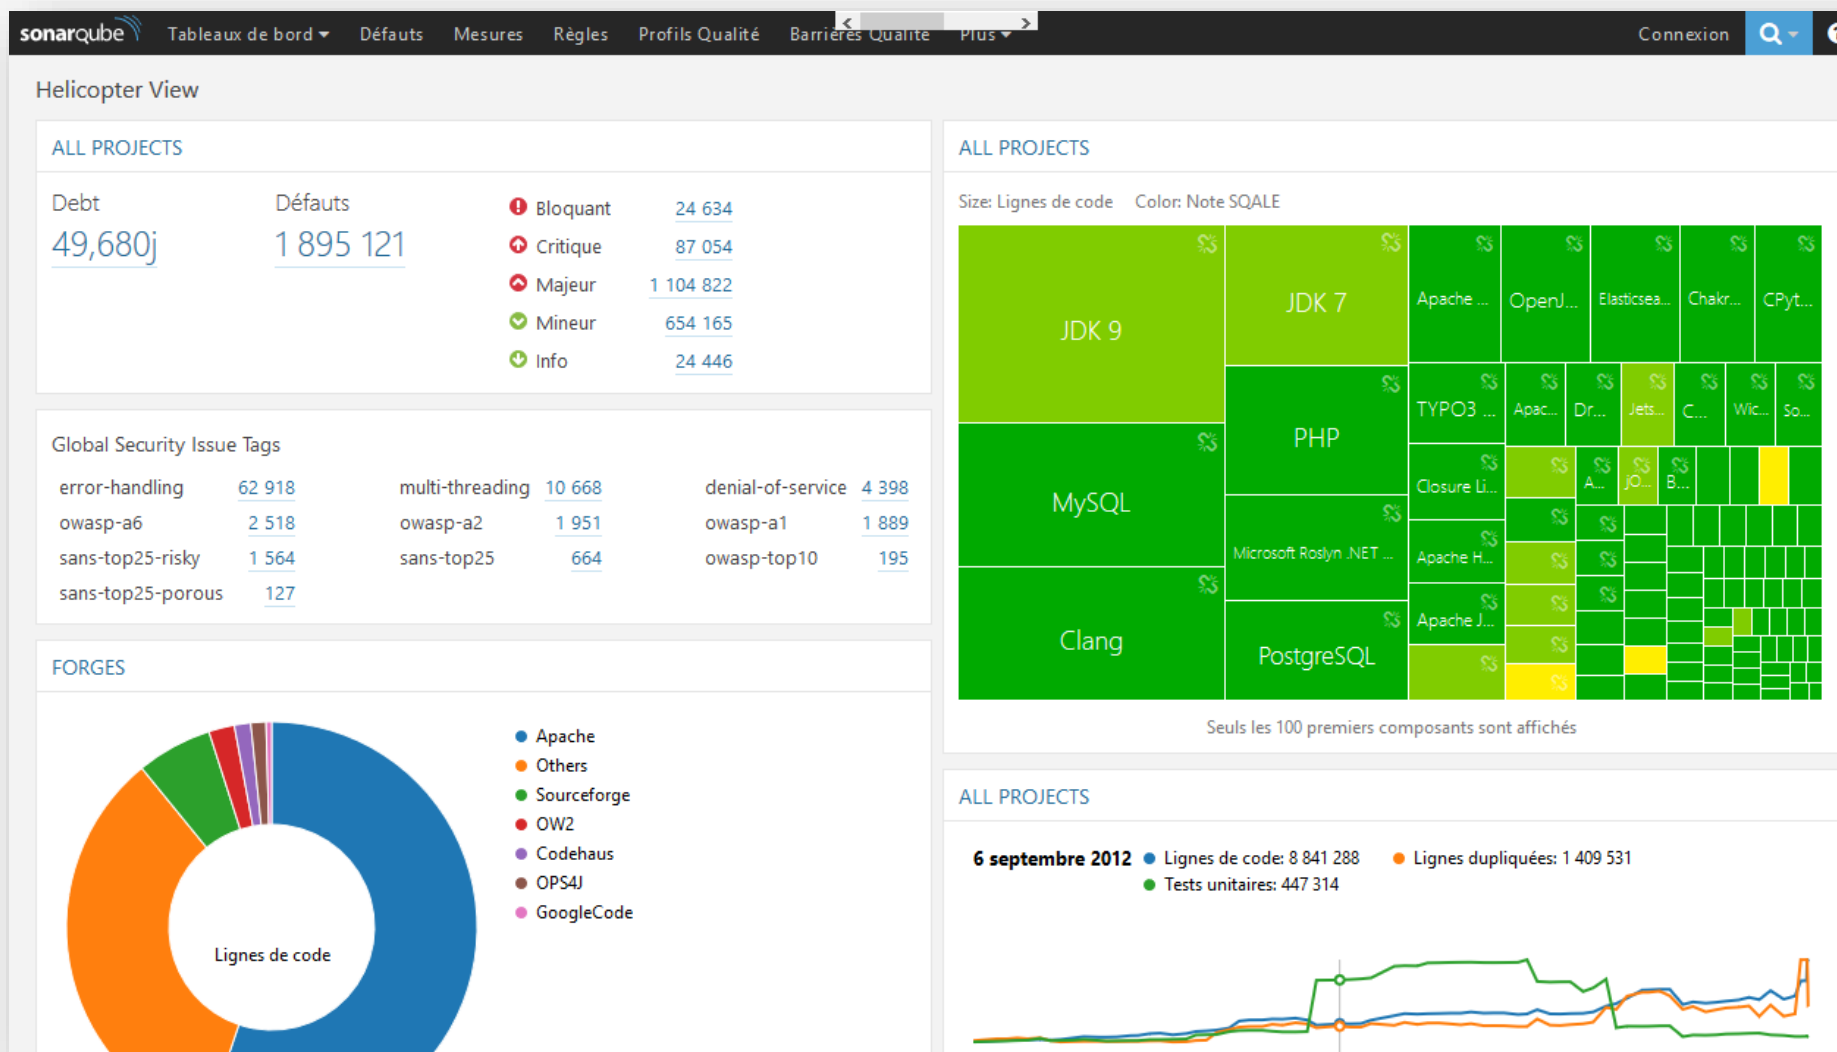 sonarqube Tableaux de bord Défauts Mesures Règles Profils Qualité Barrières Qualité Plus Connexion
Helicopter View
ALL PROJECTS
Debt
49,680j
Défauts
1 895 121
Bloquant 24 634
Critique 87 054
Majeur 1 104 822
Mineur 654 165
Info 24 446
Global Security Issue Tags
error-handling 62 918 multi-threading 10 668 denial-of-service 4 398
owasp-a6 2 518 owasp-a2 1 951 owasp-a1 1 889
sans-top25-risky 1 564 sans-top25 664 owasp-top10 195
sans-top25-porous 127
FORGES
Apache
Others
Sourceforge
OW2
Codehaus
OPS4J
GoogleCode
Lignes de code
ALL PROJECTS
Size: Lignes de code Color: Note SQALE
JDK 9
MySQL
Clang
JDK 7
PHP
Microsoft Roslyn .NET ...
PostgreSQL
Apache ...
OpenJ...
Elasticsea...
Chakr...
CPyt...
TYPO3 ...
Apac...
Dr...
Jets...
C...
Wic...
So...
Closure Li...
A...
jO...
B...
Apache H...
Apache J...
Seuls les 100 premiers composants sont affichés
ALL PROJECTS
6 septembre 2012 Lignes de code: 8 841 288 Lignes dupliquées: 1 409 531
Tests unitaires: 447 314